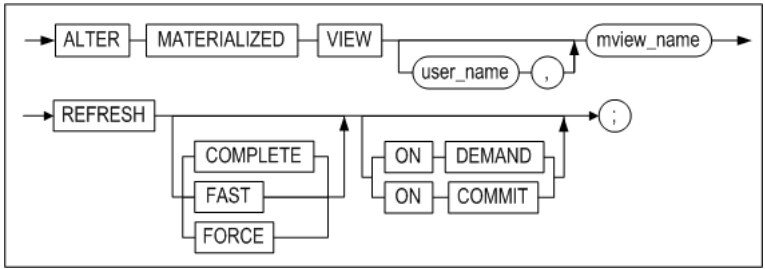 ALTER MATERIALIZED VIEW mview_name
user_name ,
REFRESH ;
COMPLETE ON DEMAND
FAST ON COMMIT
FORCE